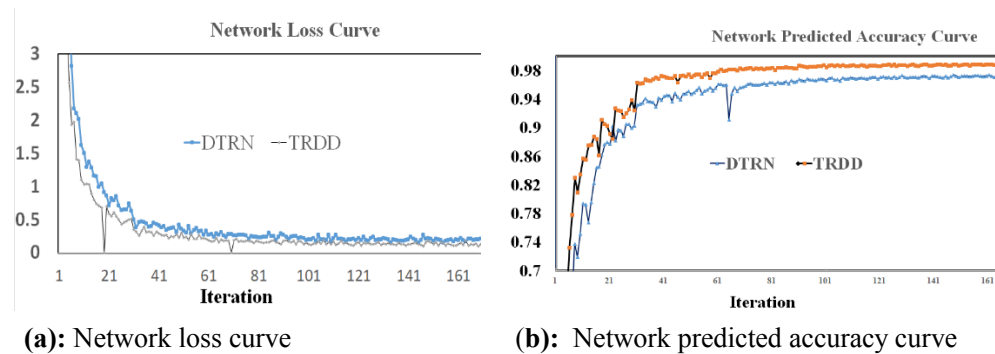 Network Loss Curve
3
2.5
2
1.5
1
0.5
0
DTRN TRDD
1 21 41 61 81 101 121 141 161
Iteration
(a): Network loss curve
Network Predicted Accuracy Curve
0.98
0.94
0.9
0.86
0.82
0.78
0.74
0.7
DTRN TRDD
1 21 41 61 81 101 121 141 161
Iteration
(b): Network predicted accuracy curve